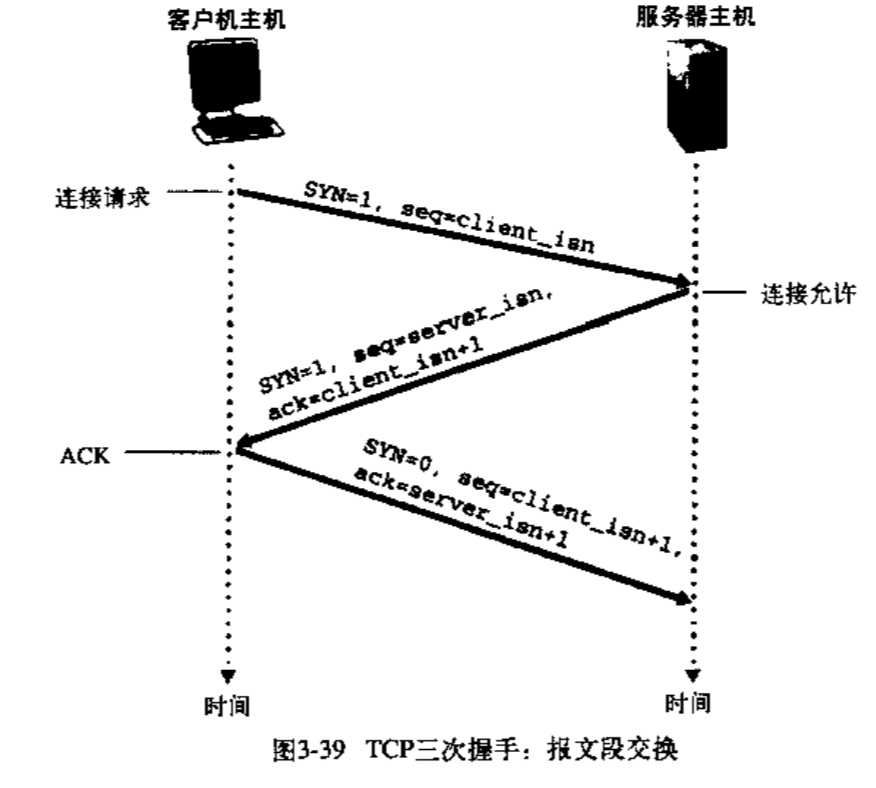 客户机主机
服务器主机
连接请求
SYN=1, seq=client_isn
连接允许
SYN=1, seq=server_isn,
ack=client_isn+1
ACK
SYN=0, seq=client_isn+1,
ack=server_isn+1
时间
时间
图3-39 TCP三次握手：报文段交换